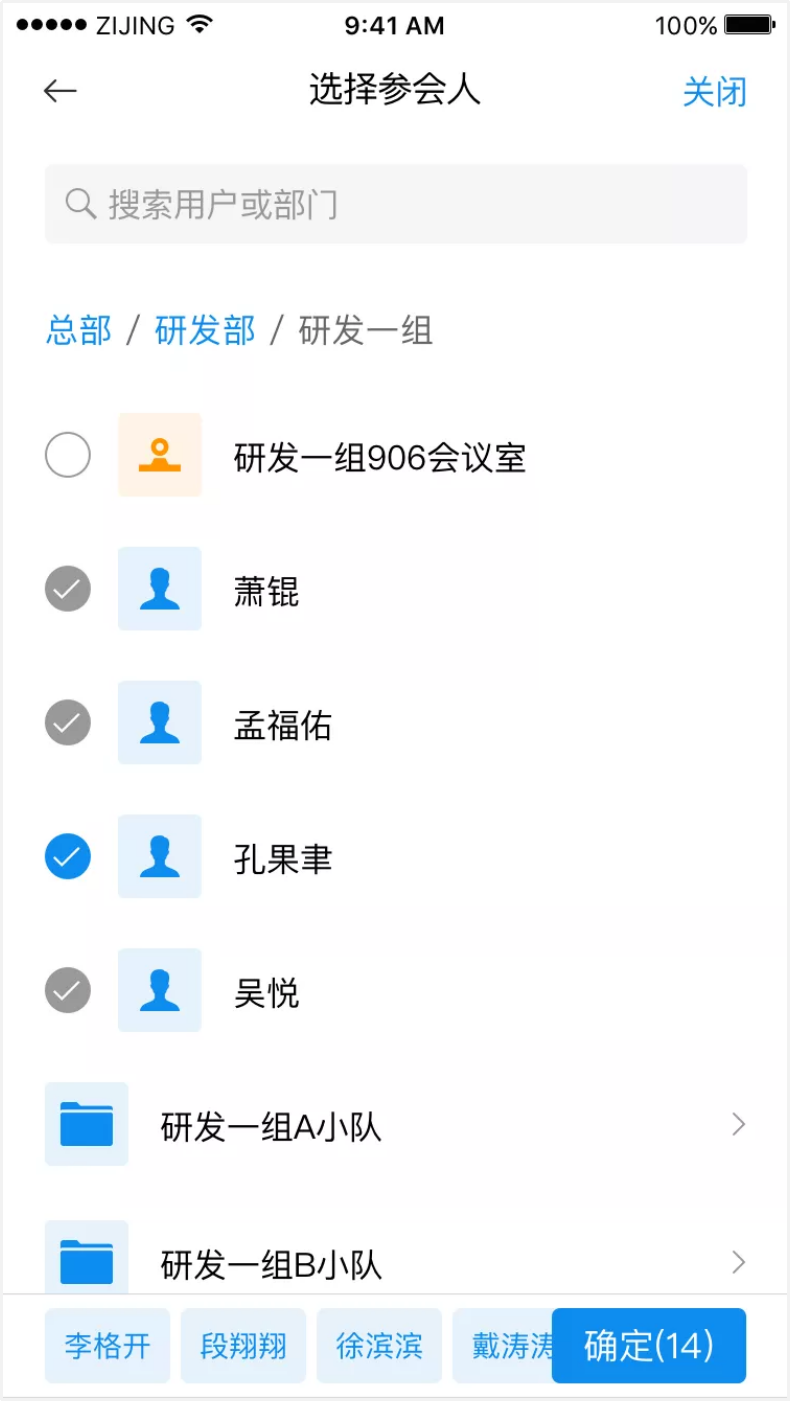 ZIJING 9:41 AM 100%
选择参会人 关闭
搜索用户或部门
总部 / 研发部 / 研发一组
研发一组906会议室
萧锟
孟福佑
孔果聿
吴悦
研发一组A小队
研发一组B小队
李格开 段翔翔 徐滨滨 戴涛涛 确定(14)